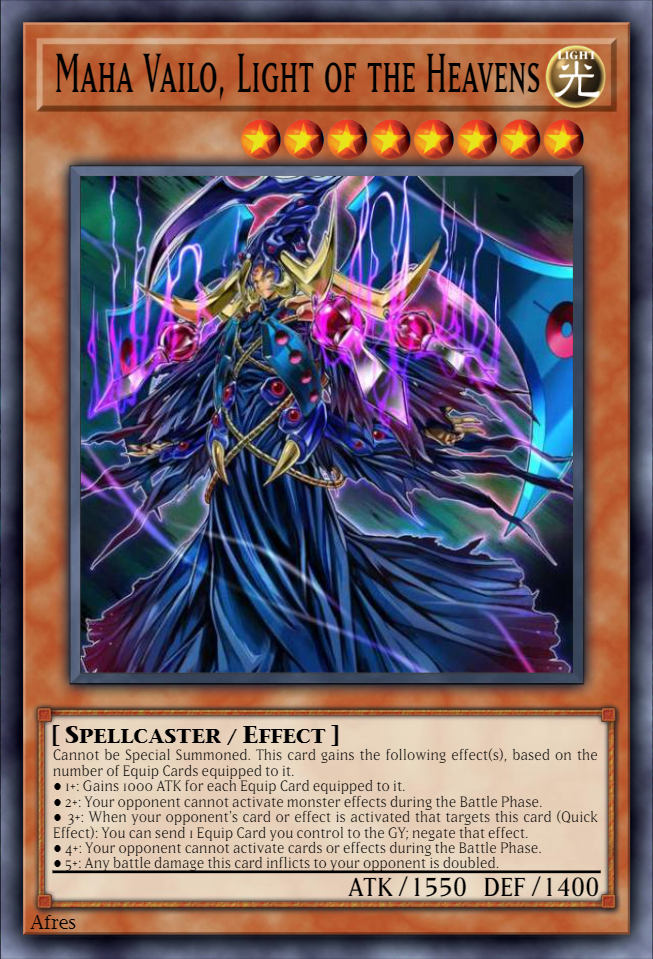 Maha Vailo, Light of the Heavens
LIGHT
光
[ Spellcaster / Effect ]
Cannot be Special Summoned. This card gains the following effect(s), based on the
number of Equip Cards equipped to it.
● 1+: Gains 1000 ATK for each Equip Card equipped to it.
● 2+: Your opponent cannot activate monster effects during the Battle Phase.
● 3+: When your opponent's card or effect is activated that targets this card (Quick
Effect): You can send 1 Equip Card you control to the GY; negate that effect.
● 4+: Your opponent cannot activate cards or effects during the Battle Phase.
● 5+: Any battle damage this card inflicts to your opponent is doubled.
ATK / 1550 DEF / 1400
Afres